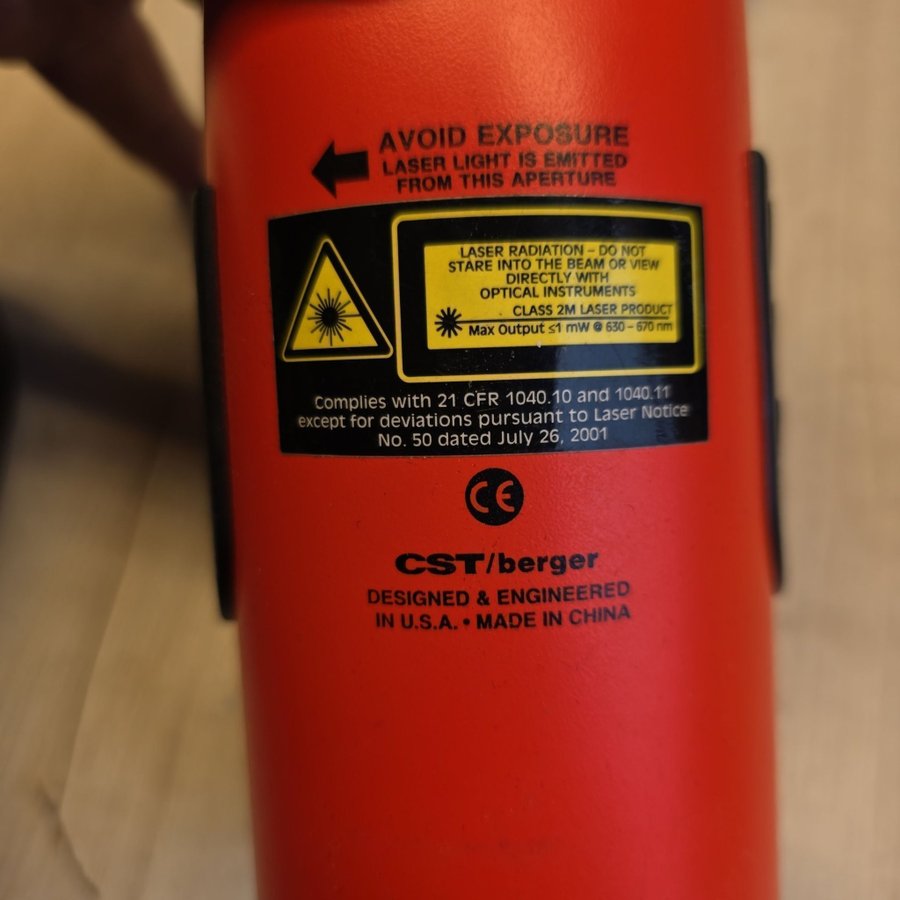 AVOID EXPOSURE
LASER LIGHT IS EMITTED
FROM THIS APERTURE
LASER RADIATION – DO NOT
STARE INTO THE BEAM OR VIEW
DIRECTLY WITH
OPTICAL INSTRUMENTS
CLASS 2M LASER PRODUCT
Max Output ≤1 mW @ 630 – 670 nm
Complies with 21 CFR 1040.10 and 1040.11
except for deviations pursuant to Laser Notice
No. 50 dated July 26, 2001
CE
CST/berger
DESIGNED & ENGINEERED
IN U.S.A. • MADE IN CHINA